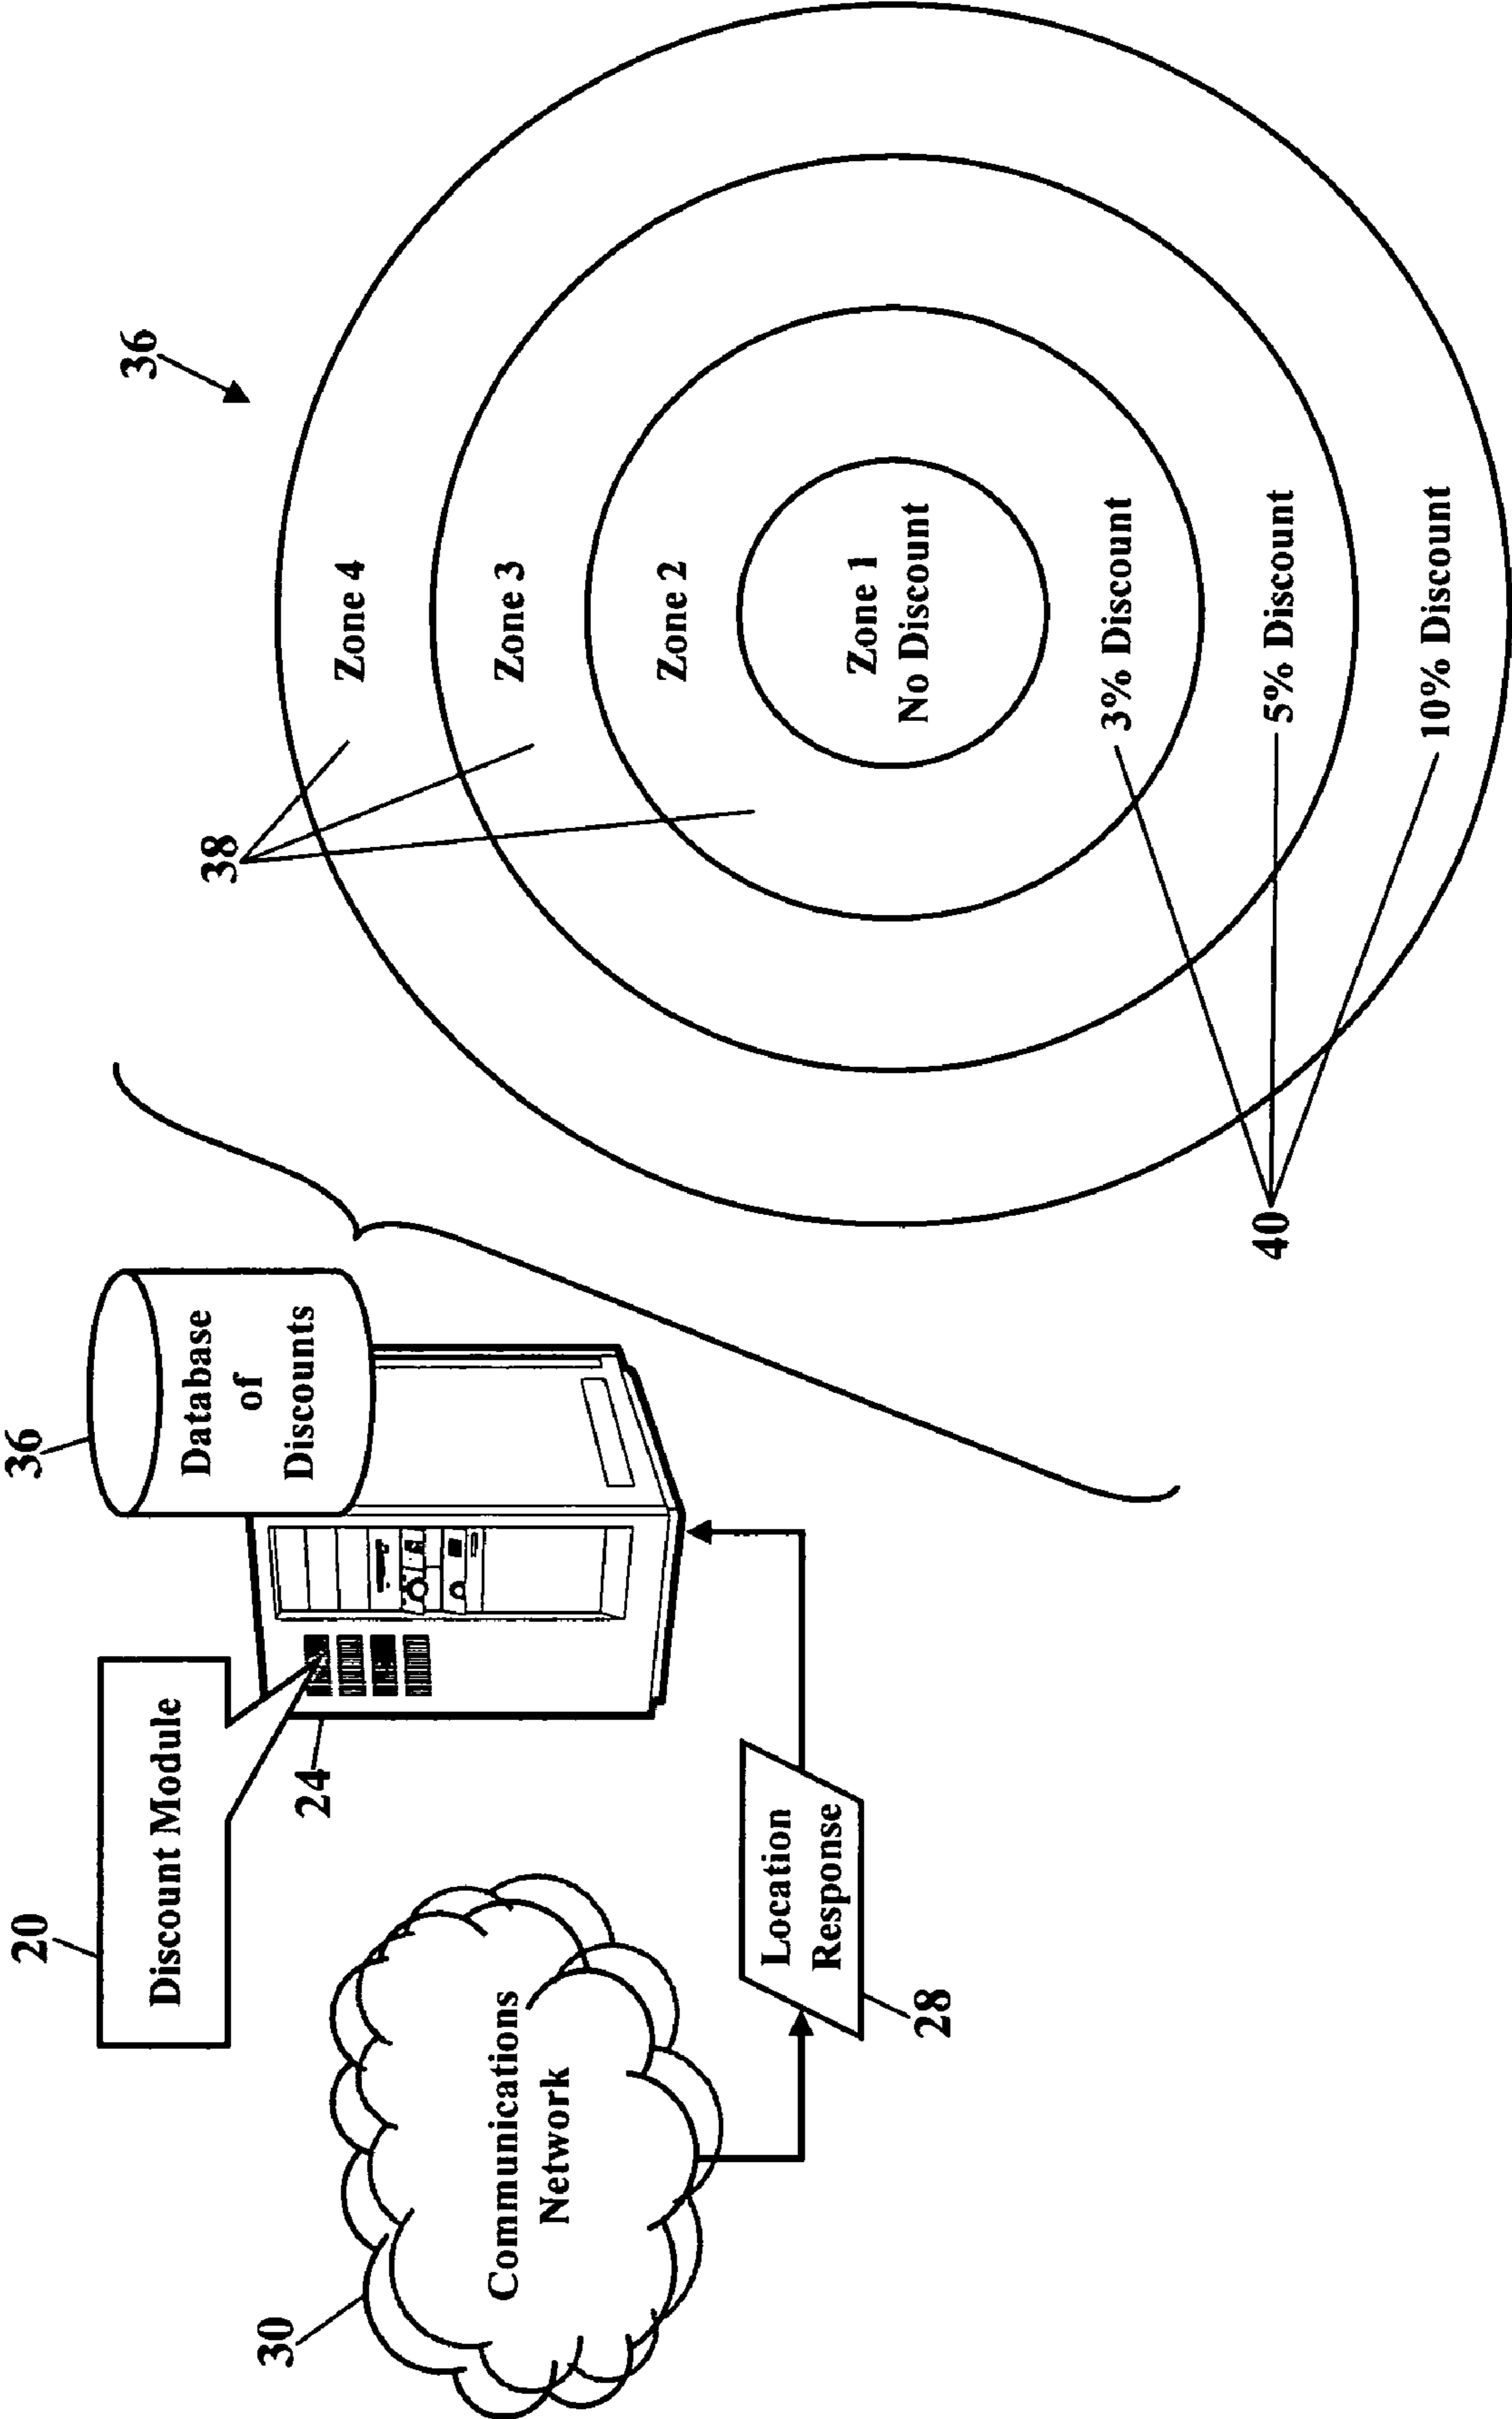 20
Discount Module
36
Database
of
Discounts
24
30
Communications
Network
Location
Response
28
36
38
Zone 4
Zone 3
Zone 2
Zone 1
No Discount
3% Discount
5% Discount
10% Discount
40